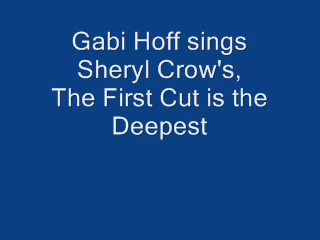 Gabi Hoff sings
Sheryl Crow's,
The First Cut is the
Deepest